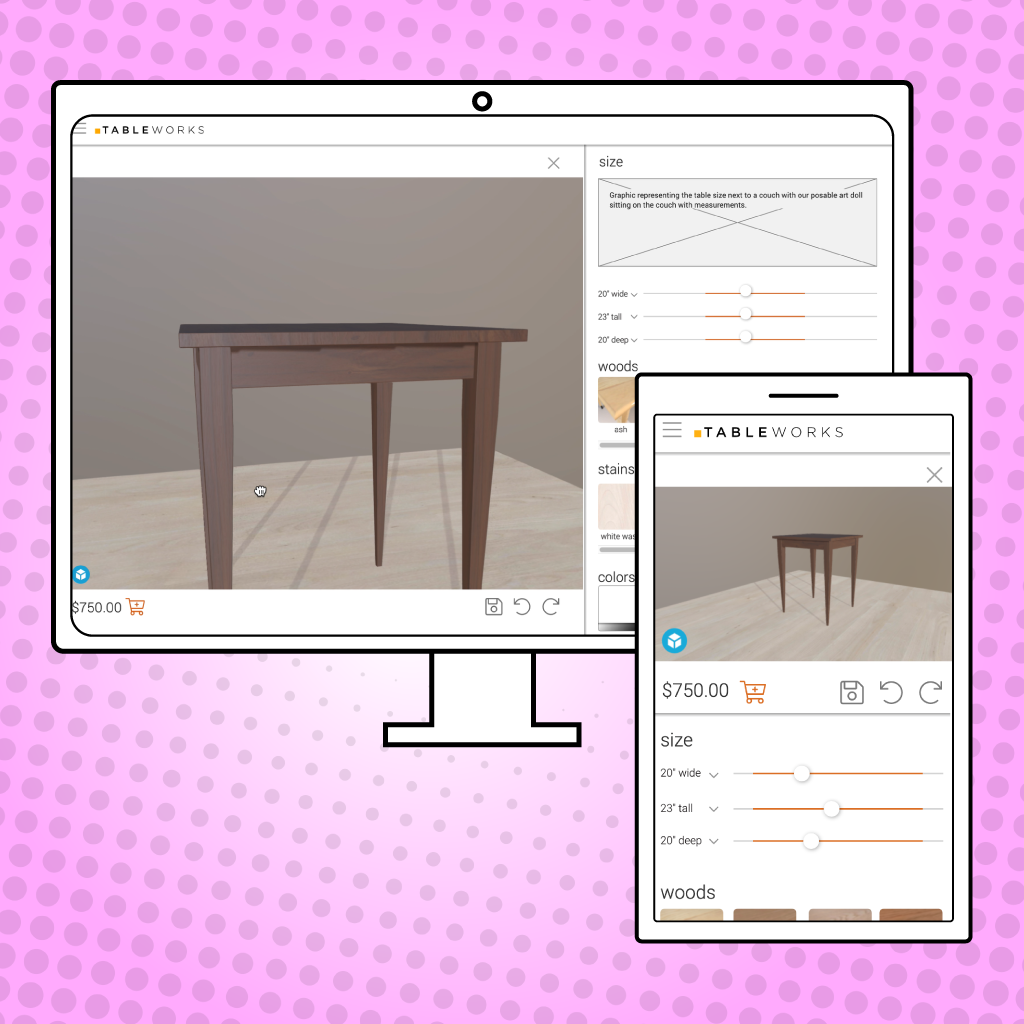 TABLEWORKS
size
Graphic representing the table size next to a couch with our posable art doll
sitting on the couch with measurements.
20" wide
23" tall
20" deep
woods
ash
stains
white was
colors
$750.00
TABLEWORKS
$750.00
size
20" wide
23" tall
20" deep
woods